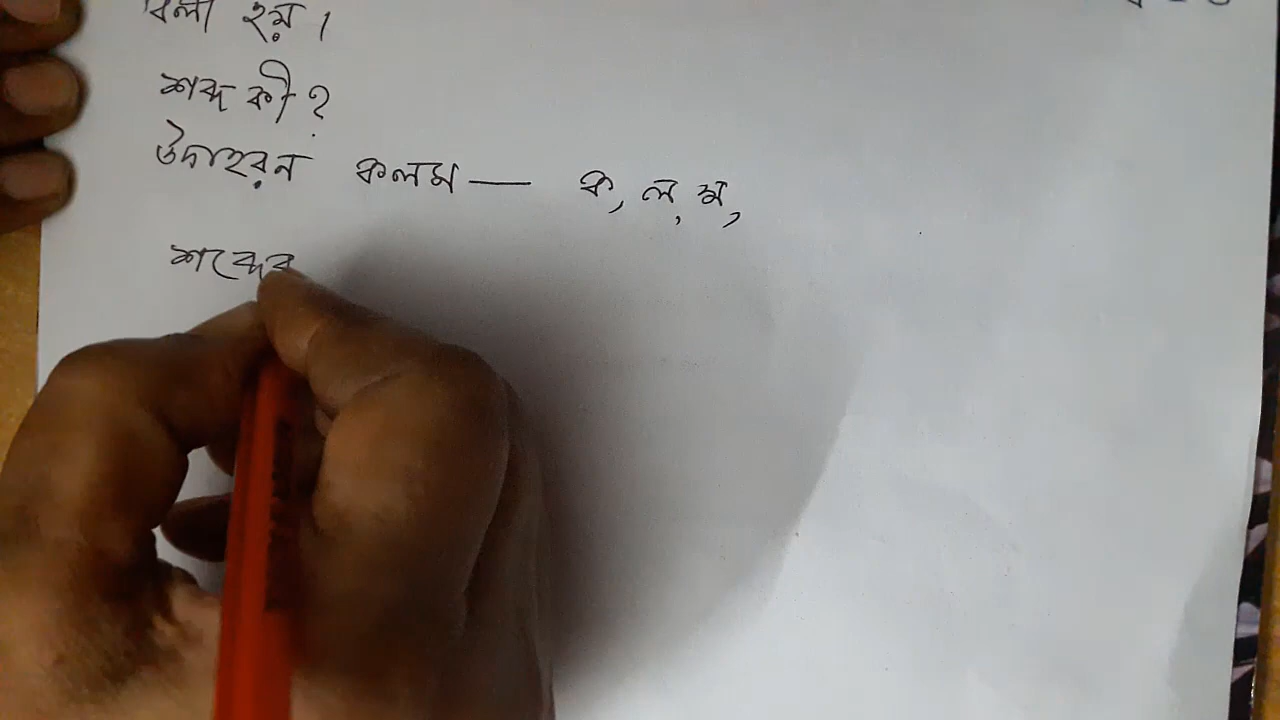 বলা হয়।
শব্দ কী?
উদাহরন কলম — ক, ল, ম,
শব্দের